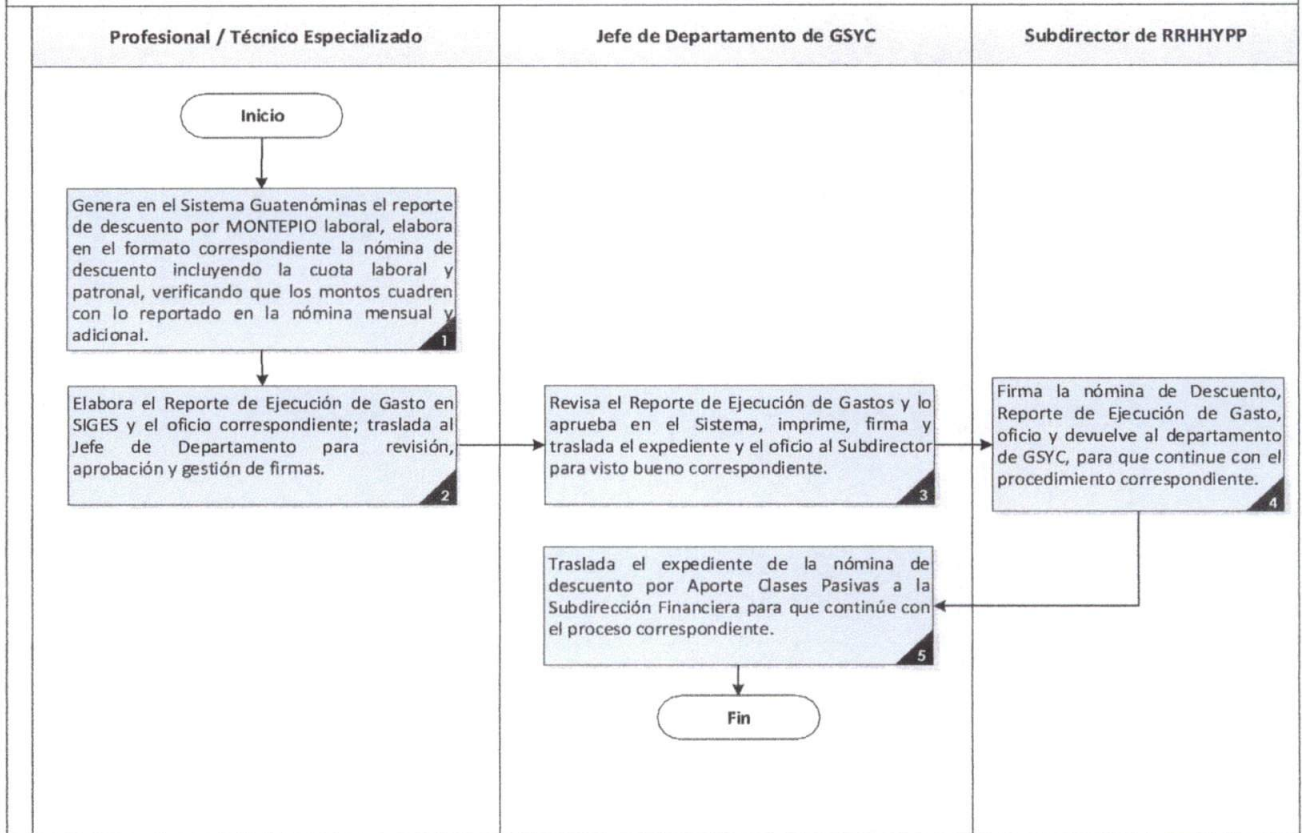 Profesional / Técnico Especializado
Jefe de Departamento de GSYC
Subdirector de RRHHYPP
Inicio
Genera en el Sistema Guatenóminas el reporte
de descuento por MONTEPIO laboral, elabora
en el formato correspondiente la nómina de
descuento incluyendo la cuota laboral y
patronal, verificando que los montos cuadren
con lo reportado en la nómina mensual y
adicional.
1
Elabora el Reporte de Ejecución de Gasto en
SIGES y el oficio correspondiente; traslada al
Jefe de Departamento para revisión,
aprobación y gestión de firmas.
2
Revisa el Reporte de Ejecución de Gastos y lo
aprueba en el Sistema, imprime, firma y
traslada el expediente y el oficio al Subdirector
para visto bueno correspondiente.
3
Firma la nómina de Descuento,
Reporte de Ejecución de Gasto,
oficio y devuelve al departamento
de GSYC, para que continue con el
procedimiento correspondiente.
4
Traslada el expediente de la nómina de
descuento por Aporte Clases Pasivas a la
Subdirección Financiera para que continúe con
el proceso correspondiente.
5
Fin